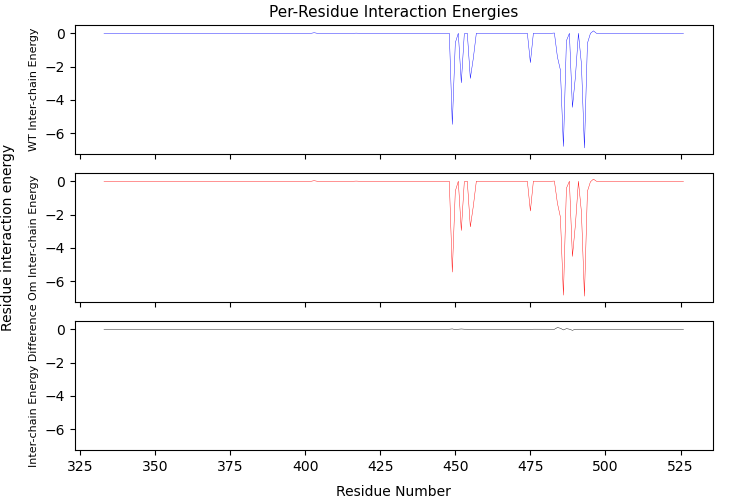 Per-Residue Interaction Energies
Residue interaction energy
WT Inter-chain Energy
0
−2
−4
−6
Om Inter-chain Energy
0
−2
−4
−6
Inter-chain Energy Difference
0
−2
−4
−6
325 350 375 400 425 450 475 500 525
Residue Number